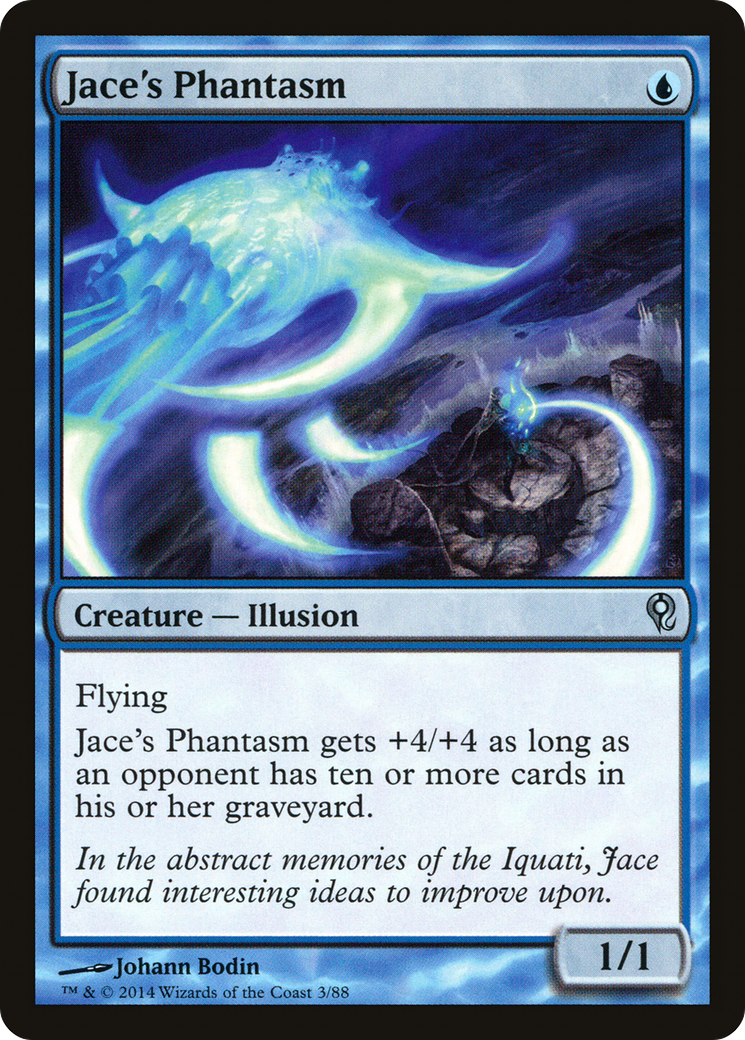 Jace's Phantasm
Creature — Illusion
Flying
Jace's Phantasm gets +4/+4 as long as
an opponent has ten or more cards in
his or her graveyard.
In the abstract memories of the Iquati, Jace
found interesting ideas to improve upon.
1/1
Johann Bodin
™ & © 2014 Wizards of the Coast 3/88